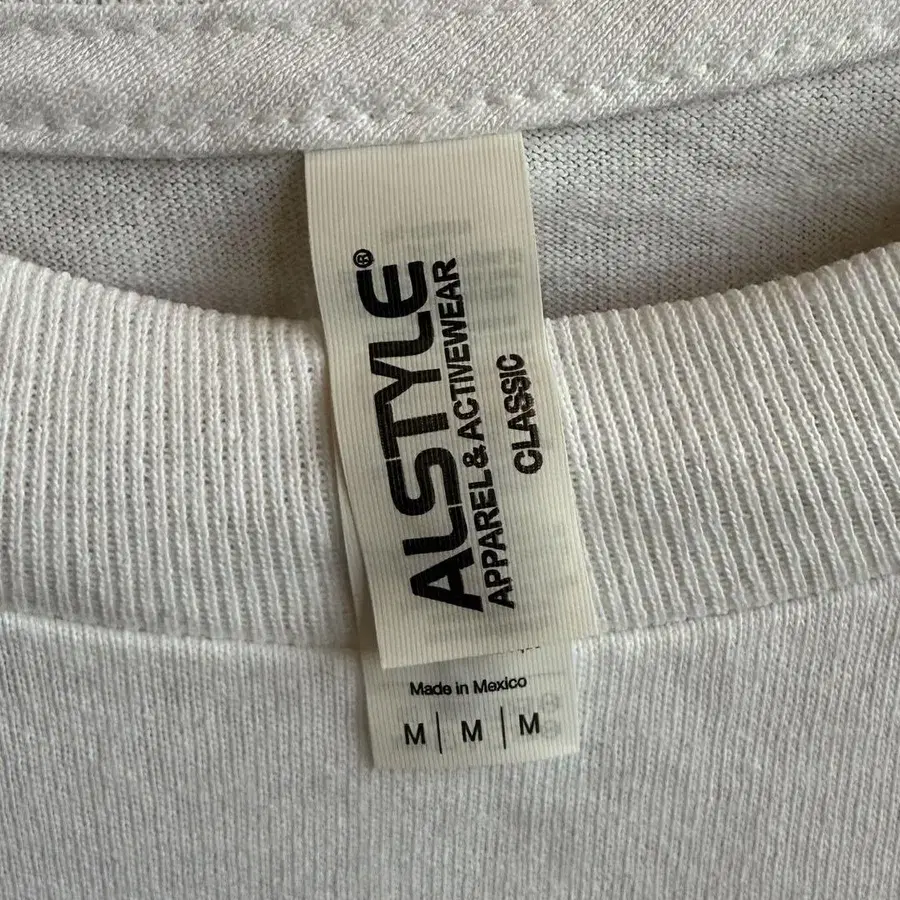 ALSTYLE®
APPAREL & ACTIVEWEAR
CLASSIC
Made in Mexico
M | M | M